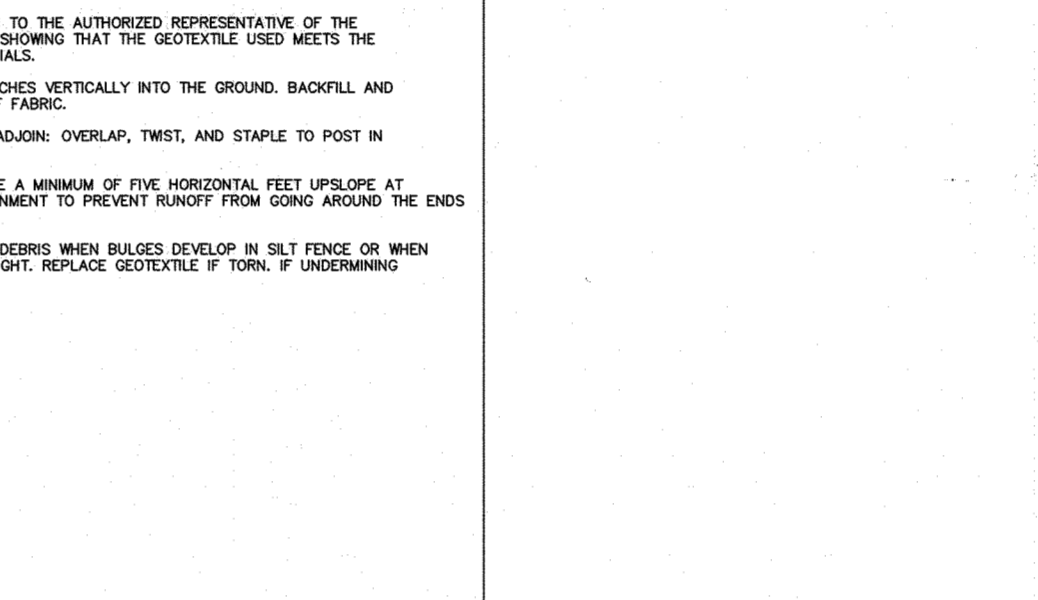 TO THE AUTHORIZED REPRESENTATIVE OF THE
SHOWING THAT THE GEOTEXTILE USED MEETS THE
IALS.
CHES VERTICALLY INTO THE GROUND. BACKFILL AND
FABRIC.
ADJOIN: OVERLAP, TWIST, AND STAPLE TO POST IN
E A MINIMUM OF FIVE HORIZONTAL FEET UPSLOPE AT
NMENT TO PREVENT RUNOFF FROM GOING AROUND THE ENDS
DEBRIS WHEN BULGES DEVELOP IN SILT FENCE OR WHEN
GHT. REPLACE GEOTEXTILE IF TORN. IF UNDERMINING